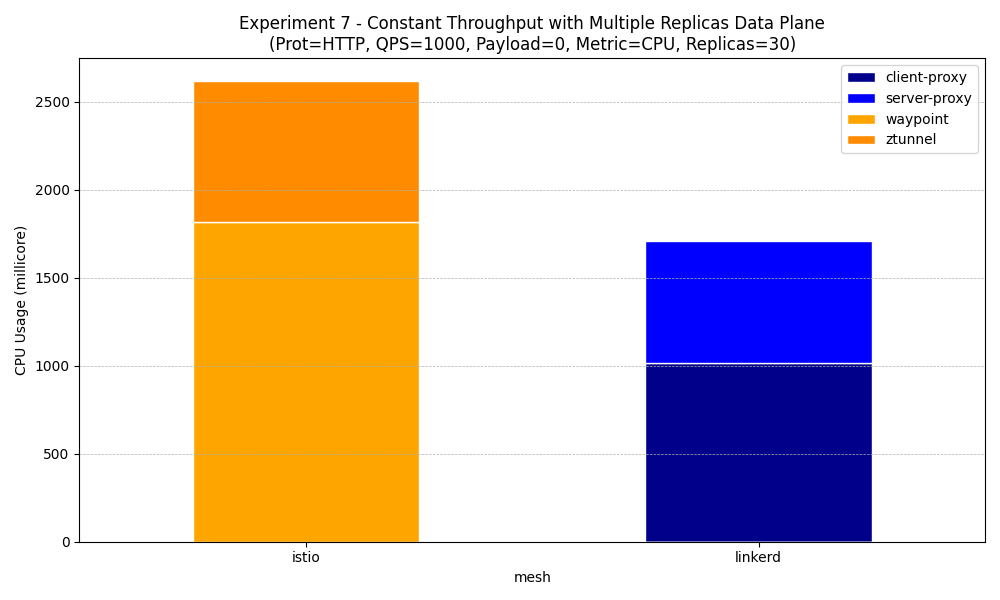 Experiment 7 - Constant Throughput with Multiple Replicas Data Plane
(Prot=HTTP, QPS=1000, Payload=0, Metric=CPU, Replicas=30)
client-proxy
server-proxy
waypoint
ztunnel
CPU Usage (millicore)
2500
2000
1500
1000
500
0
istio
linkerd
mesh